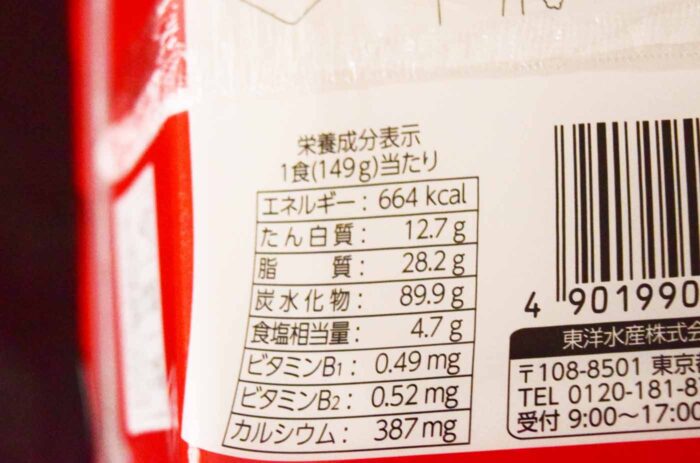 栄養成分表示
1食(149g)当たり
エネルギー: 664 kcal
たん白質: 12.7 g
脂質: 28.2 g
炭水化物: 89.9 g
食塩相当量: 4.7 g
ビタミンB1: 0.49 mg
ビタミンB2: 0.52 mg
カルシウム: 387 mg
4 901990
東洋水産株式
〒108-8501 東京
TEL 0120-181-8
受付 9:00〜17:00